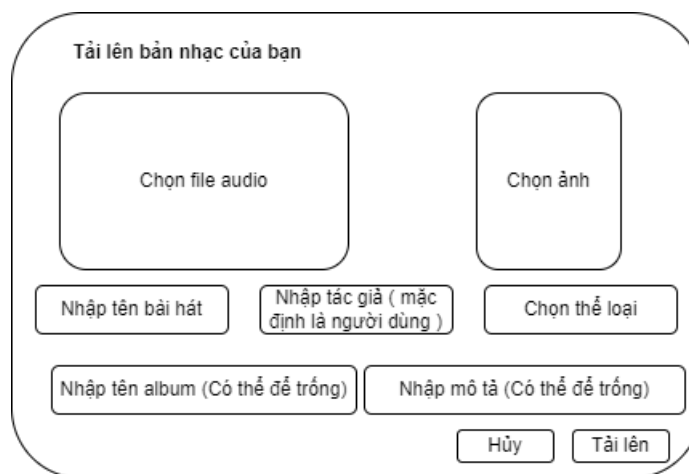 Tải lên bản nhạc của bạn
Chọn file audio
Chọn ảnh
Nhập tên bài hát
Nhập tác giả ( mặc
định là người dùng )
Chọn thể loại
Nhập tên album (Có thể để trống)
Nhập mô tả (Có thể để trống)
Hủy
Tải lên